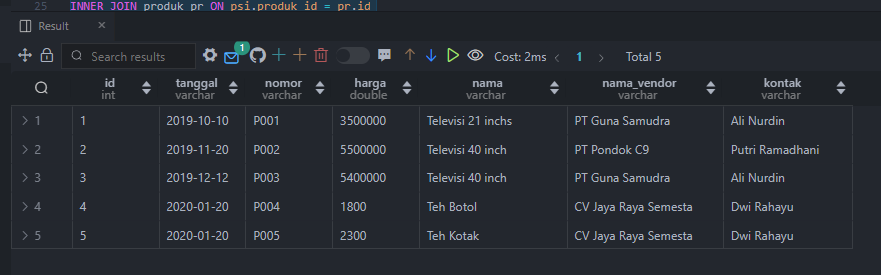 25 INNER JOIN produk pr ON psi.produk_id = pr.id
Result
Search results 1 Cost: 2ms 1 Total 5
id tanggal nomor harga nama nama_vendor kontak
int varchar varchar double varchar varchar varchar
1 1 2019-10-10 P001 3500000 Televisi 21 inchs PT Guna Samudra Ali Nurdin
2 2 2019-11-20 P002 5500000 Televisi 40 inch PT Pondok C9 Putri Ramadhani
3 3 2019-12-12 P003 5400000 Televisi 40 inch PT Guna Samudra Ali Nurdin
4 4 2020-01-20 P004 1800 Teh Botol CV Jaya Raya Semesta Dwi Rahayu
5 5 2020-01-20 P005 2300 Teh Kotak CV Jaya Raya Semesta Dwi Rahayu